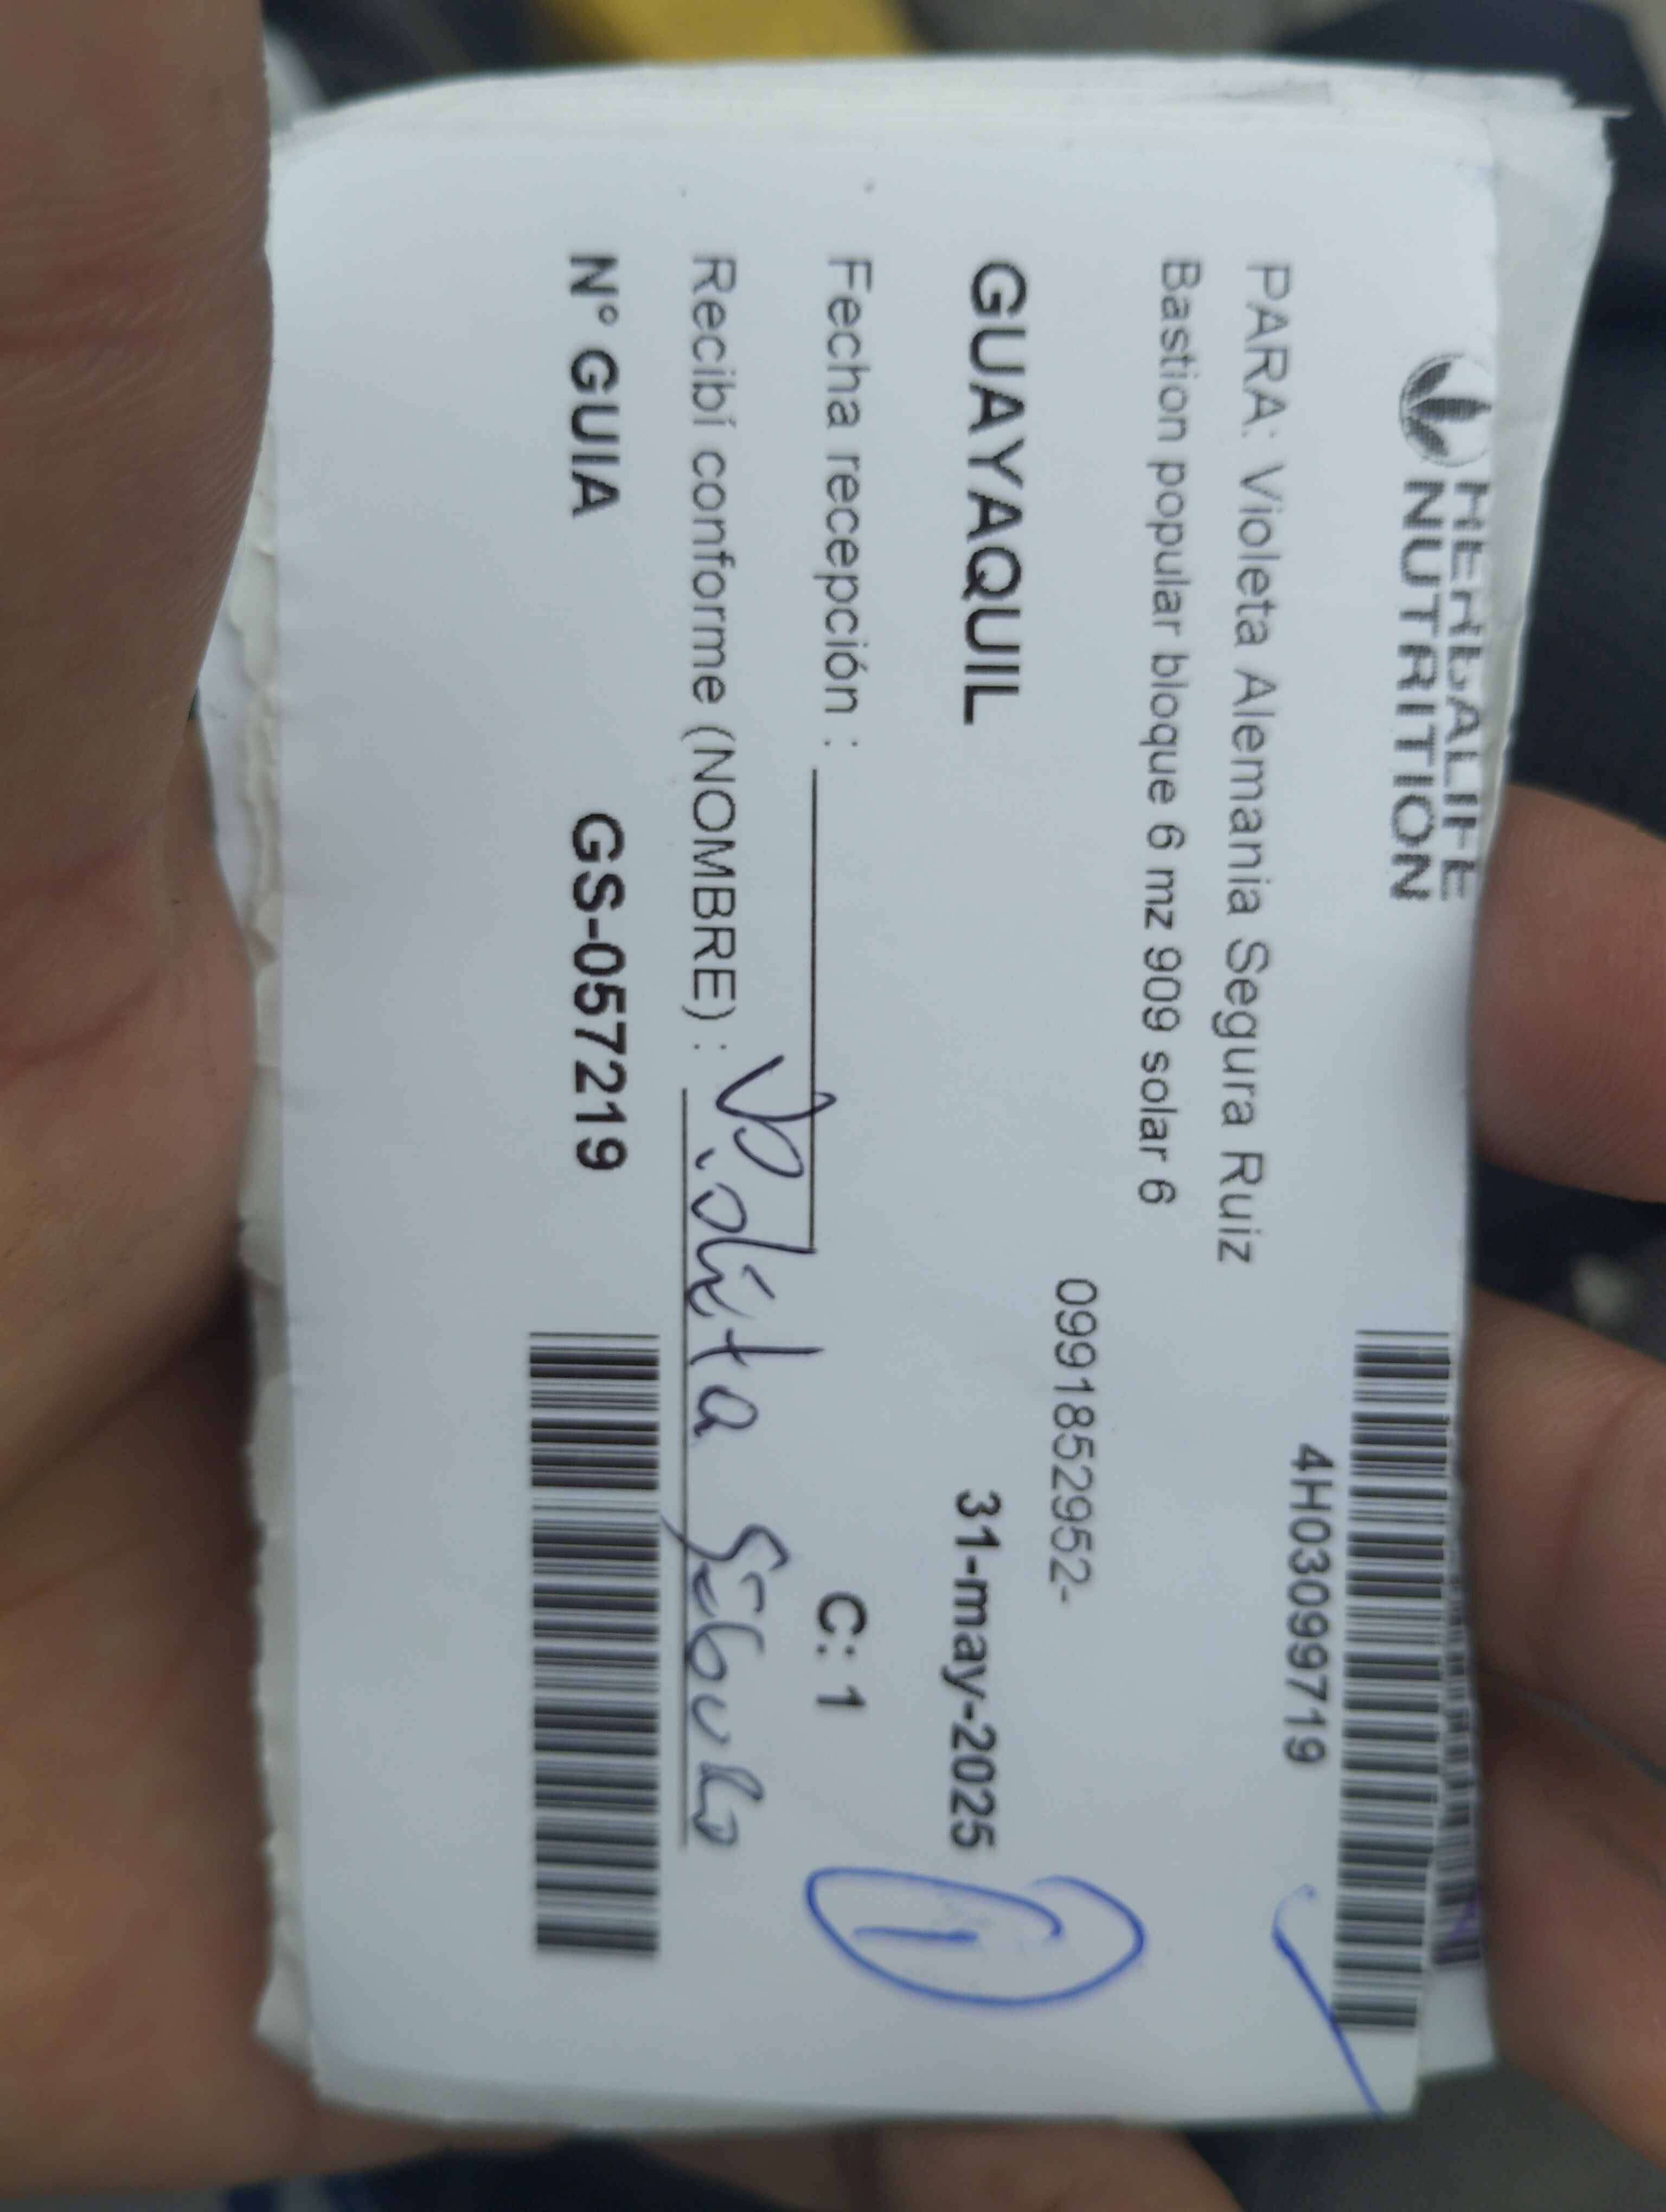 HERBALIFE
NUTRITION
4H03099719
PARA: Violeta Alemania Segura Ruiz
Bastion popular bloque 6 mz 909 solar 6
0991852952-
GUAYAQUIL 31-may-2025
1
Fecha recepción : C: 1
Recibí conforme (NOMBRE) :
N° GUIA GS-057219